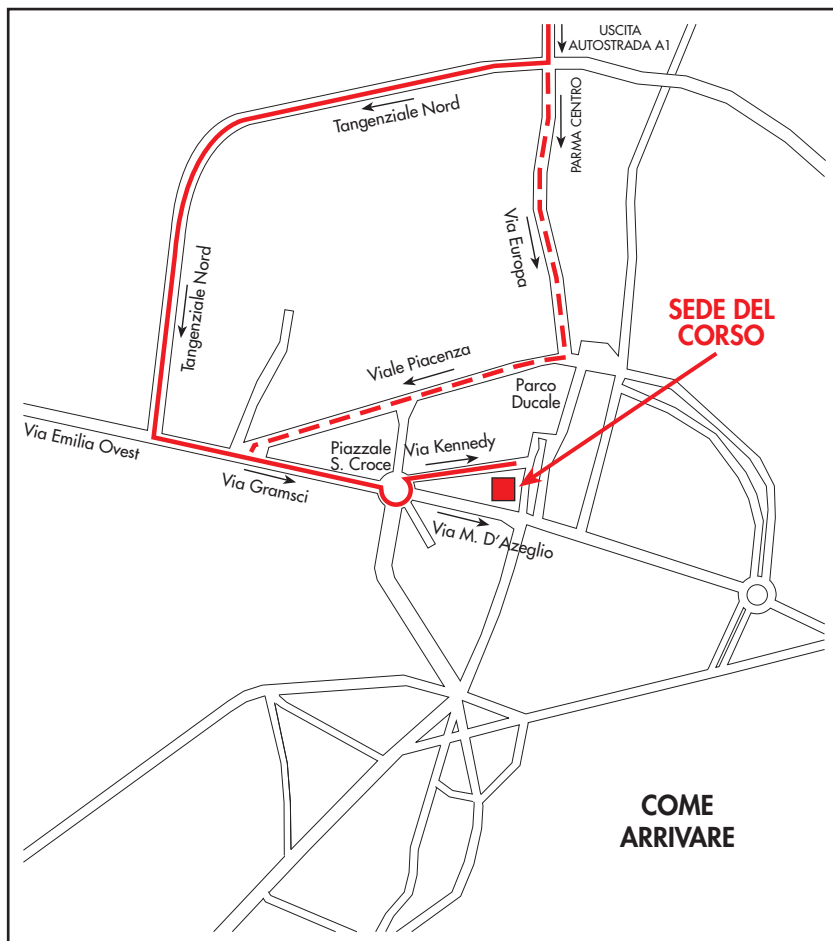 USCITA
AUTOSTRADA A1
Tangenziale Nord
PARMA CENTRO
Via Europa
Tangenziale Nord
SEDE DEL
CORSO
Viale Piacenza
Parco
Ducale
Via Emilia Ovest
Piazzale
S. Croce
Via Kennedy
Via Gramsci
Via M. D'Azeglio
COME
ARRIVARE